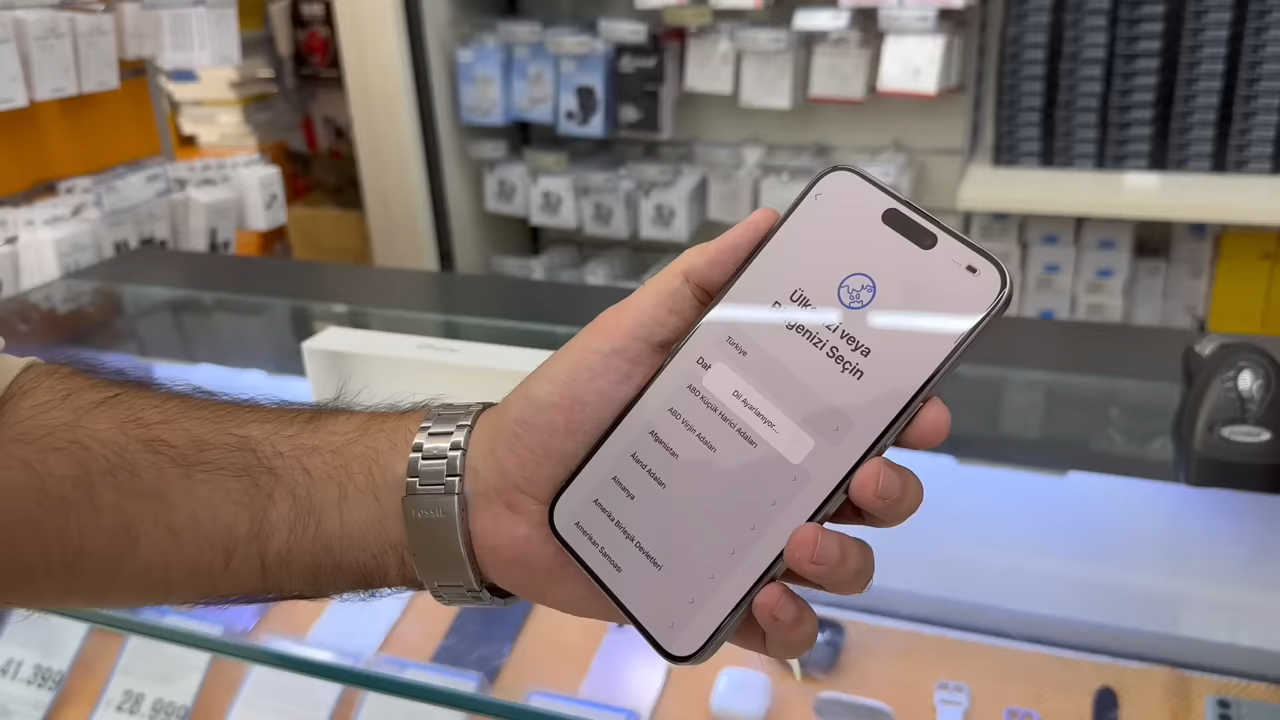 Ülkenizi veya
Bölgenizi Seçin
Türkiye
Dil Ayarlanıyor...
ABD Küçük Harici Adaları
ABD Virjin Adaları
Afganistan
Åland Adaları
Almanya
Amerika Birleşik Devletleri
Amerikan Samoası
FOSSIL
41.399
28.999